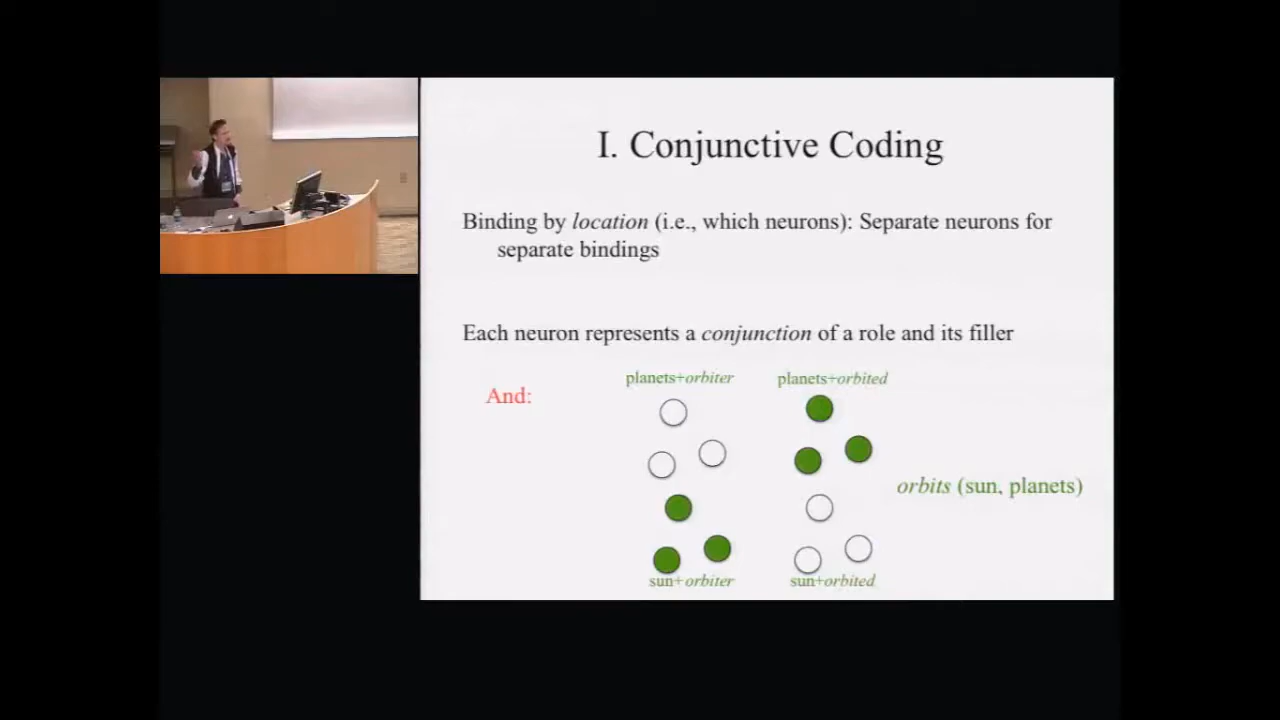 I. Conjunctive Coding
Binding by location (i.e., which neurons): Separate neurons for
separate bindings
Each neuron represents a conjunction of a role and its filler
And:
planets+orbiter
planets+orbited
orbits (sun, planets)
sun+orbiter
sun+orbited